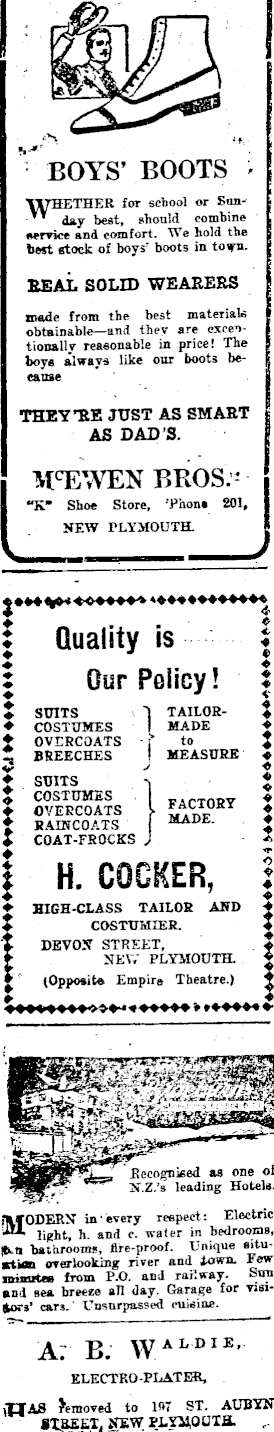 BOYS' BOOTS
WHETHER for school or Sun-
day best, should combine
service and comfort. We hold the
best stock of boys' boots in town.
REAL SOLID WEARERS
made from the best materials
obtainable—and they are excep-
tionally reasonable in price! The
boys always like our boots be-
cause
THEY'RE JUST AS SMART
AS DAD'S.
McEWEN BROS.
"K" Shoe Store, 'Phone 201,
NEW PLYMOUTH.
Quality is
Our Policy!
SUITS
COSTUMES
OVERCOATS
BREECHES
TAILOR-
MADE
to
MEASURE
SUITS
COSTUMES
OVERCOATS
RAINCOATS
COAT-FROCKS
FACTORY
MADE.
H. COCKER,
HIGH-CLASS TAILOR AND
COSTUMIER.
DEVON STREET,
NEW PLYMOUTH.
(Opposite Empire Theatre.)
Recognised as one of
N.Z.'s leading Hotels.
MODERN in every respect: Electric
light, h. and c. water in bedrooms,
bathrooms, fire-proof. Unique situ-
ation overlooking river and town. Few
minutes from P.O. and railway. Sun
and sea breeze all day. Garage for visi-
tors' cars. Unsurpassed cuisine.
A. B. WALDIE,
ELECTRO-PLATER,
HAS removed to 197 ST. AUBYN
STREET, NEW PLYMOUTH.